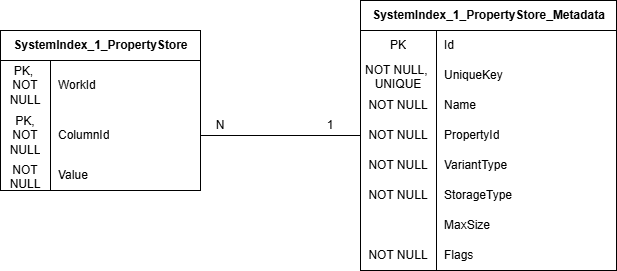 SystemIndex_1_PropertyStore
PK,
NOT
NULL
WorkId
PK,
NOT
NULL
ColumnId
NOT
NULL
Value
N
1
SystemIndex_1_PropertyStore_Metadata
PK
Id
NOT NULL,
UNIQUE
UniqueKey
NOT NULL
Name
NOT NULL
PropertyId
NOT NULL
VariantType
NOT NULL
StorageType
MaxSize
NOT NULL
Flags